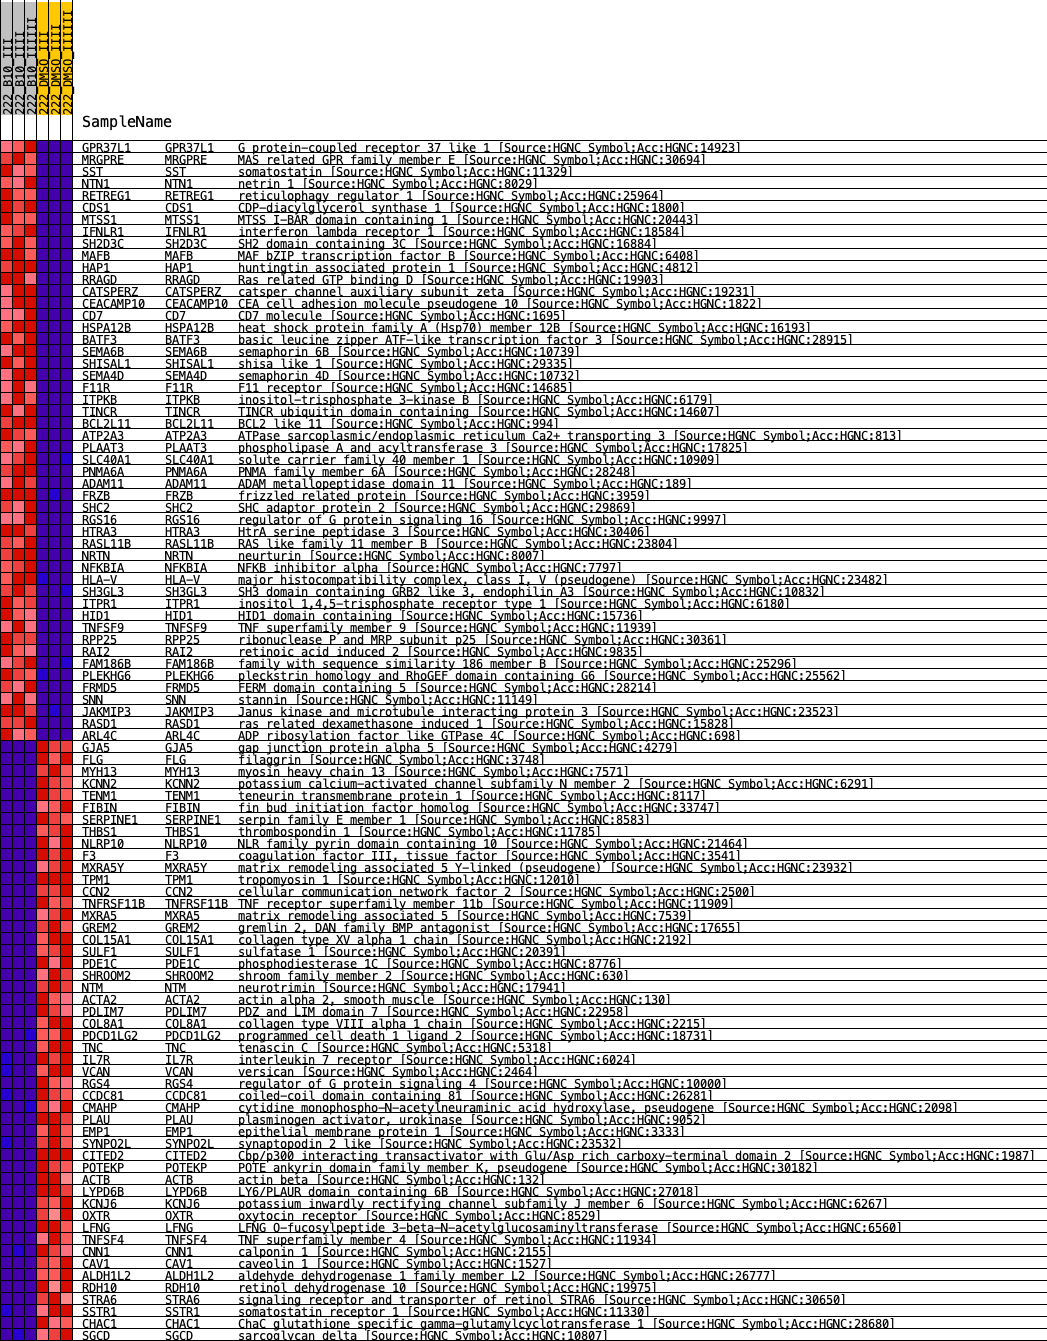 222_B10_III
222_B10_IIII
222_B10_IIIIII
222_DMSO_III
222_DMSO_IIII
222_DMSO_IIIIII
SampleName
GPR37L1 GPR37L1 G protein-coupled receptor 37 like 1 [Source:HGNC Symbol;Acc:HGNC:14923]
MRGPRE MRGPRE MAS related GPR family member E [Source:HGNC Symbol;Acc:HGNC:30694]
SST SST somatostatin [Source:HGNC Symbol;Acc:HGNC:11329]
NTN1 NTN1 netrin 1 [Source:HGNC Symbol;Acc:HGNC:8029]
RETREG1 RETREG1 reticulophagy regulator 1 [Source:HGNC Symbol;Acc:HGNC:25964]
CDS1 CDS1 CDP-diacylglycerol synthase 1 [Source:HGNC Symbol;Acc:HGNC:1800]
MTSS1 MTSS1 MTSS I-BAR domain containing 1 [Source:HGNC Symbol;Acc:HGNC:20443]
IFNLR1 IFNLR1 interferon lambda receptor 1 [Source:HGNC Symbol;Acc:HGNC:18584]
SH2D3C SH2D3C SH2 domain containing 3C [Source:HGNC Symbol;Acc:HGNC:16884]
MAFB MAFB MAF bZIP transcription factor B [Source:HGNC Symbol;Acc:HGNC:6408]
HAP1 HAP1 huntingtin associated protein 1 [Source:HGNC Symbol;Acc:HGNC:4812]
RRAGD RRAGD Ras related GTP binding D [Source:HGNC Symbol;Acc:HGNC:19903]
CATSPERZ CATSPERZ catsper channel auxiliary subunit zeta [Source:HGNC Symbol;Acc:HGNC:19231]
CEACAMP10 CEACAMP10 CEA cell adhesion molecule pseudogene 10 [Source:HGNC Symbol;Acc:HGNC:1822]
CD7 CD7 CD7 molecule [Source:HGNC Symbol;Acc:HGNC:1695]
HSPA12B HSPA12B heat shock protein family A (Hsp70) member 12B [Source:HGNC Symbol;Acc:HGNC:16193]
BATF3 BATF3 basic leucine zipper ATF-like transcription factor 3 [Source:HGNC Symbol;Acc:HGNC:28915]
SEMA6B SEMA6B semaphorin 6B [Source:HGNC Symbol;Acc:HGNC:10739]
SHISAL1 SHISAL1 shisa like 1 [Source:HGNC Symbol;Acc:HGNC:29335]
SEMA4D SEMA4D semaphorin 4D [Source:HGNC Symbol;Acc:HGNC:10732]
F11R F11R F11 receptor [Source:HGNC Symbol;Acc:HGNC:14685]
ITPKB ITPKB inositol-trisphosphate 3-kinase B [Source:HGNC Symbol;Acc:HGNC:6179]
TINCR TINCR TINCR ubiquitin domain containing [Source:HGNC Symbol;Acc:HGNC:14607]
BCL2L11 BCL2L11 BCL2 like 11 [Source:HGNC Symbol;Acc:HGNC:994]
ATP2A3 ATP2A3 ATPase sarcoplasmic/endoplasmic reticulum Ca2+ transporting 3 [Source:HGNC Symbol;Acc:HGNC:813]
PLAAT3 PLAAT3 phospholipase A and acyltransferase 3 [Source:HGNC Symbol;Acc:HGNC:17825]
SLC40A1 SLC40A1 solute carrier family 40 member 1 [Source:HGNC Symbol;Acc:HGNC:10909]
PNMA6A PNMA6A PNMA family member 6A [Source:HGNC Symbol;Acc:HGNC:28248]
ADAM11 ADAM11 ADAM metallopeptidase domain 11 [Source:HGNC Symbol;Acc:HGNC:189]
FRZB FRZB frizzled related protein [Source:HGNC Symbol;Acc:HGNC:3959]
SHC2 SHC2 SHC adaptor protein 2 [Source:HGNC Symbol;Acc:HGNC:29869]
RGS16 RGS16 regulator of G protein signaling 16 [Source:HGNC Symbol;Acc:HGNC:9997]
HTRA3 HTRA3 HtrA serine peptidase 3 [Source:HGNC Symbol;Acc:HGNC:30406]
RASL11B RASL11B RAS like family 11 member B [Source:HGNC Symbol;Acc:HGNC:23804]
NRTN NRTN neurturin [Source:HGNC Symbol;Acc:HGNC:8007]
NFKBIA NFKBIA NFKB inhibitor alpha [Source:HGNC Symbol;Acc:HGNC:7797]
HLA-V HLA-V major histocompatibility complex, class I, V (pseudogene) [Source:HGNC Symbol;Acc:HGNC:23482]
SH3GL3 SH3GL3 SH3 domain containing GRB2 like 3, endophilin A3 [Source:HGNC Symbol;Acc:HGNC:10832]
ITPR1 ITPR1 inositol 1,4,5-trisphosphate receptor type 1 [Source:HGNC Symbol;Acc:HGNC:6180]
HID1 HID1 HID1 domain containing [Source:HGNC Symbol;Acc:HGNC:15736]
TNFSF9 TNFSF9 TNF superfamily member 9 [Source:HGNC Symbol;Acc:HGNC:11939]
RPP25 RPP25 ribonuclease P and MRP subunit p25 [Source:HGNC Symbol;Acc:HGNC:30361]
RAI2 RAI2 retinoic acid induced 2 [Source:HGNC Symbol;Acc:HGNC:9835]
FAM186B FAM186B family with sequence similarity 186 member B [Source:HGNC Symbol;Acc:HGNC:25296]
PLEKHG6 PLEKHG6 pleckstrin homology and RhoGEF domain containing G6 [Source:HGNC Symbol;Acc:HGNC:25562]
FRMD5 FRMD5 FERM domain containing 5 [Source:HGNC Symbol;Acc:HGNC:28214]
SNN SNN stannin [Source:HGNC Symbol;Acc:HGNC:11149]
JAKMIP3 JAKMIP3 Janus kinase and microtubule interacting protein 3 [Source:HGNC Symbol;Acc:HGNC:23523]
RASD1 RASD1 ras related dexamethasone induced 1 [Source:HGNC Symbol;Acc:HGNC:15828]
ARL4C ARL4C ADP ribosylation factor like GTPase 4C [Source:HGNC Symbol;Acc:HGNC:698]
GJA5 GJA5 gap junction protein alpha 5 [Source:HGNC Symbol;Acc:HGNC:4279]
FLG FLG filaggrin [Source:HGNC Symbol;Acc:HGNC:3748]
MYH13 MYH13 myosin heavy chain 13 [Source:HGNC Symbol;Acc:HGNC:7571]
KCNN2 KCNN2 potassium calcium-activated channel subfamily N member 2 [Source:HGNC Symbol;Acc:HGNC:6291]
TENM1 TENM1 teneurin transmembrane protein 1 [Source:HGNC Symbol;Acc:HGNC:8117]
FIBIN FIBIN fin bud initiation factor homolog [Source:HGNC Symbol;Acc:HGNC:33747]
SERPINE1 SERPINE1 serpin family E member 1 [Source:HGNC Symbol;Acc:HGNC:8583]
THBS1 THBS1 thrombospondin 1 [Source:HGNC Symbol;Acc:HGNC:11785]
NLRP10 NLRP10 NLR family pyrin domain containing 10 [Source:HGNC Symbol;Acc:HGNC:21464]
F3 F3 coagulation factor III, tissue factor [Source:HGNC Symbol;Acc:HGNC:3541]
MXRA5Y MXRA5Y matrix remodeling associated 5 Y-linked (pseudogene) [Source:HGNC Symbol;Acc:HGNC:23932]
TPM1 TPM1 tropomyosin 1 [Source:HGNC Symbol;Acc:HGNC:12010]
CCN2 CCN2 cellular communication network factor 2 [Source:HGNC Symbol;Acc:HGNC:2500]
TNFRSF11B TNFRSF11B TNF receptor superfamily member 11b [Source:HGNC Symbol;Acc:HGNC:11909]
MXRA5 MXRA5 matrix remodeling associated 5 [Source:HGNC Symbol;Acc:HGNC:7539]
GREM2 GREM2 gremlin 2, DAN family BMP antagonist [Source:HGNC Symbol;Acc:HGNC:17655]
COL15A1 COL15A1 collagen type XV alpha 1 chain [Source:HGNC Symbol;Acc:HGNC:2192]
SULF1 SULF1 sulfatase 1 [Source:HGNC Symbol;Acc:HGNC:20391]
PDE1C PDE1C phosphodiesterase 1C [Source:HGNC Symbol;Acc:HGNC:8776]
SHROOM2 SHROOM2 shroom family member 2 [Source:HGNC Symbol;Acc:HGNC:630]
NTM NTM neurotrimin [Source:HGNC Symbol;Acc:HGNC:17941]
ACTA2 ACTA2 actin alpha 2, smooth muscle [Source:HGNC Symbol;Acc:HGNC:130]
PDLIM7 PDLIM7 PDZ and LIM domain 7 [Source:HGNC Symbol;Acc:HGNC:22958]
COL8A1 COL8A1 collagen type VIII alpha 1 chain [Source:HGNC Symbol;Acc:HGNC:2215]
PDCD1LG2 PDCD1LG2 programmed cell death 1 ligand 2 [Source:HGNC Symbol;Acc:HGNC:18731]
TNC TNC tenascin C [Source:HGNC Symbol;Acc:HGNC:5318]
IL7R IL7R interleukin 7 receptor [Source:HGNC Symbol;Acc:HGNC:6024]
VCAN VCAN versican [Source:HGNC Symbol;Acc:HGNC:2464]
RGS4 RGS4 regulator of G protein signaling 4 [Source:HGNC Symbol;Acc:HGNC:10000]
CCDC81 CCDC81 coiled-coil domain containing 81 [Source:HGNC Symbol;Acc:HGNC:26281]
CMAHP CMAHP cytidine monophospho-N-acetylneuraminic acid hydroxylase, pseudogene [Source:HGNC Symbol;Acc:HGNC:2098]
PLAU PLAU plasminogen activator, urokinase [Source:HGNC Symbol;Acc:HGNC:9052]
EMP1 EMP1 epithelial membrane protein 1 [Source:HGNC Symbol;Acc:HGNC:3333]
SYNPO2L SYNPO2L synaptopodin 2 like [Source:HGNC Symbol;Acc:HGNC:23532]
CITED2 CITED2 Cbp/p300 interacting transactivator with Glu/Asp rich carboxy-terminal domain 2 [Source:HGNC Symbol;Acc:HGNC:1987]
POTEKP POTEKP POTE ankyrin domain family member K, pseudogene [Source:HGNC Symbol;Acc:HGNC:30182]
ACTB ACTB actin beta [Source:HGNC Symbol;Acc:HGNC:132]
LYPD6B LYPD6B LY6/PLAUR domain containing 6B [Source:HGNC Symbol;Acc:HGNC:27018]
KCNJ6 KCNJ6 potassium inwardly rectifying channel subfamily J member 6 [Source:HGNC Symbol;Acc:HGNC:6267]
OXTR OXTR oxytocin receptor [Source:HGNC Symbol;Acc:HGNC:8529]
LFNG LFNG LFNG O-fucosylpeptide 3-beta-N-acetylglucosaminyltransferase [Source:HGNC Symbol;Acc:HGNC:6560]
TNFSF4 TNFSF4 TNF superfamily member 4 [Source:HGNC Symbol;Acc:HGNC:11934]
CNN1 CNN1 calponin 1 [Source:HGNC Symbol;Acc:HGNC:2155]
CAV1 CAV1 caveolin 1 [Source:HGNC Symbol;Acc:HGNC:1527]
ALDH1L2 ALDH1L2 aldehyde dehydrogenase 1 family member L2 [Source:HGNC Symbol;Acc:HGNC:26777]
RDH10 RDH10 retinol dehydrogenase 10 [Source:HGNC Symbol;Acc:HGNC:19975]
STRA6 STRA6 signaling receptor and transporter of retinol STRA6 [Source:HGNC Symbol;Acc:HGNC:30650]
SSTR1 SSTR1 somatostatin receptor 1 [Source:HGNC Symbol;Acc:HGNC:11330]
CHAC1 CHAC1 ChaC glutathione specific gamma-glutamylcyclotransferase 1 [Source:HGNC Symbol;Acc:HGNC:28680]
SGCD SGCD sarcoglycan delta [Source:HGNC Symbol;Acc:HGNC:10807]